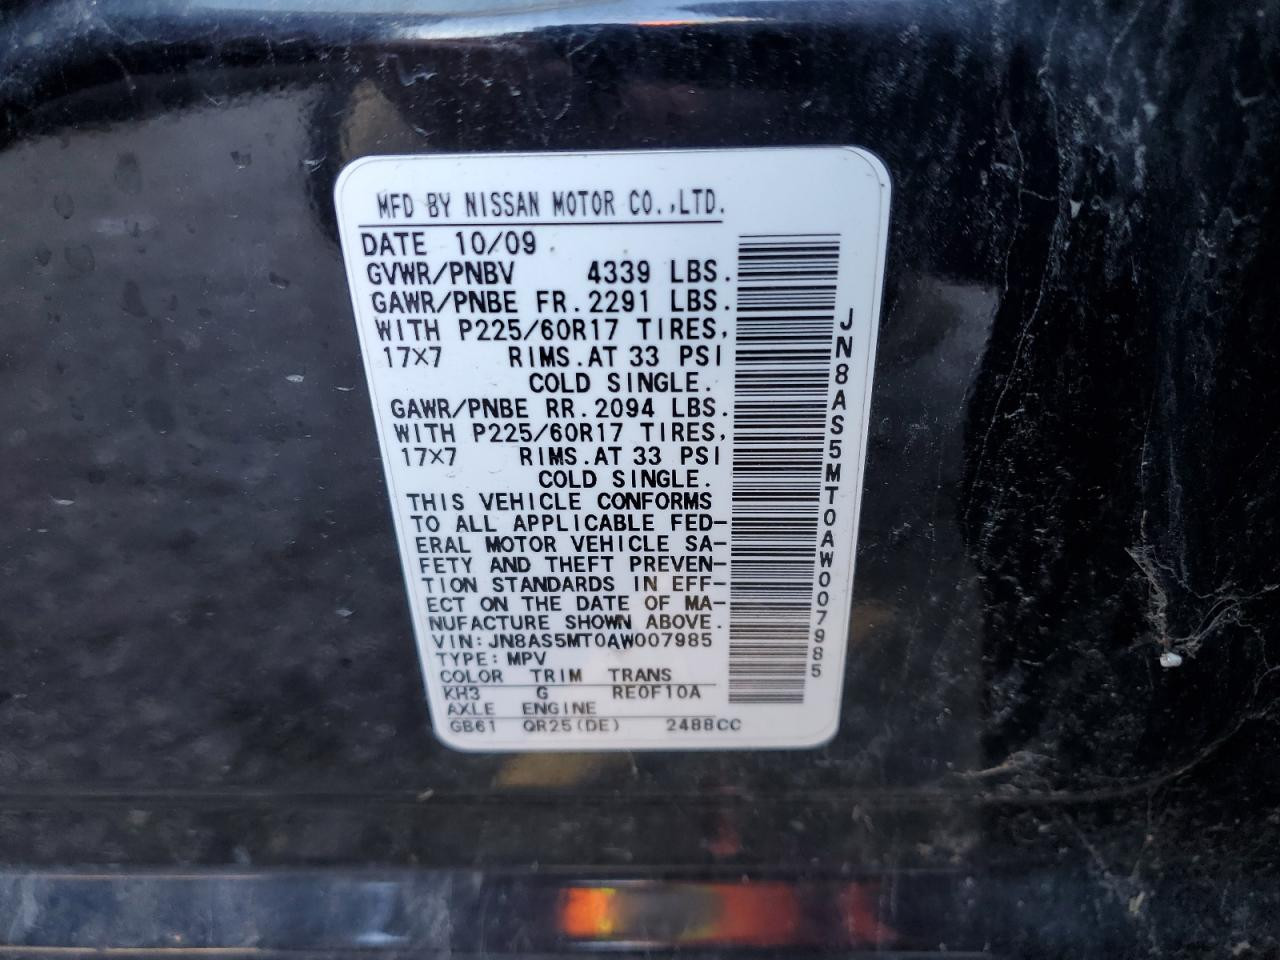 MFD BY NISSAN MOTOR CO.,LTD.
DATE 10/09
GVWR/PNBV 4339 LBS.
GAWR/PNBE FR.2291 LBS.
WITH P225/60R17 TIRES,
17×7 RIMS.AT 33 PSI
COLD SINGLE.
GAWR/PNBE RR.2094 LBS.
WITH P225/60R17 TIRES,
17×7 RIMS.AT 33 PSI
COLD SINGLE.
THIS VEHICLE CONFORMS
TO ALL APPLICABLE FED-
ERAL MOTOR VEHICLE SA-
FETY AND THEFT PREVEN-
TION STANDARDS IN EFF-
ECT ON THE DATE OF MA-
NUFACTURE SHOWN ABOVE.
VIN:JN8AS5MT0AW007985
TYPE:MPV
COLOR TRIM TRANS
KH3 G RE0F10A
AXLE ENGINE
GB61 QR25(DE) 2488CC
JN8AS5MT0AW007985